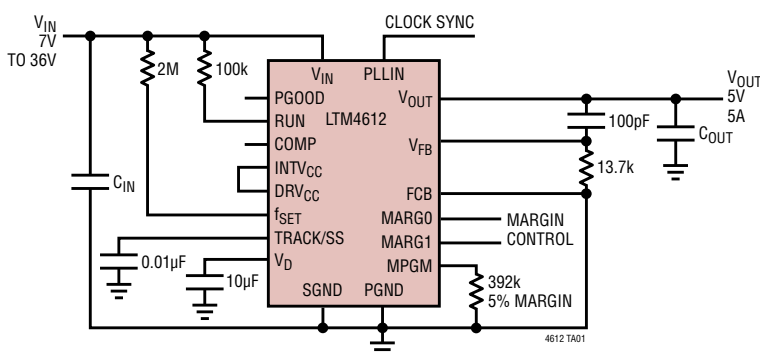 VIN
7V
TO 36V
CLOCK SYNC
2M
100k
VIN
PLLIN
PGOOD
RUN
COMP
INTVCC
DRVCC
fSET
TRACK/SS
VD
SGND
PGND
LTM4612
VOUT
VFB
FCB
MARG0
MARG1
MPGM
VOUT
5V
5A
100pF
COUT
13.7k
MARGIN
CONTROL
392k
5% MARGIN
CIN
0.01µF
10µF
4612 TA01